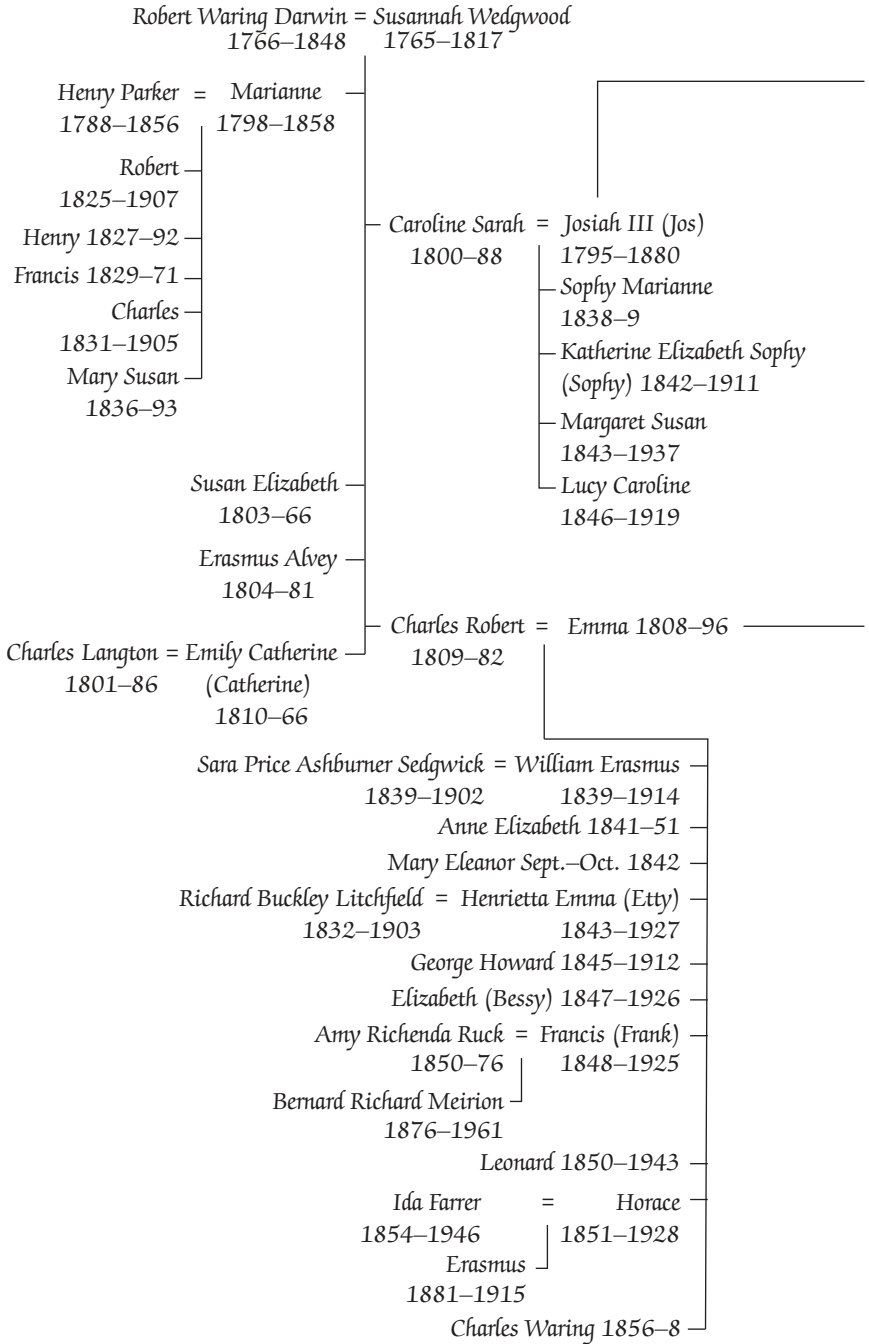 Robert Waring Darwin = Susannah Wedgwood
1766–1848 1765–1817
Henry Parker = Marianne
1788–1856 1798–1858
Robert
1825–1907
Henry 1827–92
Francis 1829–71
Charles
1831–1905
Mary Susan
1836–93
Caroline Sarah = Josiah III (Jos)
1800–88 1795–1880
Sophy Marianne
1838–9
Katherine Elizabeth Sophy
(Sophy) 1842–1911
Margaret Susan
1843–1937
Lucy Caroline
1846–1919
Susan Elizabeth
1803–66
Erasmus Alvey
1804–81
Charles Robert = Emma 1808–96
1809–82
Charles Langton = Emily Catherine
1801–86 (Catherine)
1810–66
Sara Price Ashburner Sedgwick = William Erasmus
1839–1902 1839–1914
Anne Elizabeth 1841–51
Mary Eleanor Sept.–Oct. 1842
Richard Buckley Litchfield = Henrietta Emma (Etty)
1832–1903 1843–1927
George Howard 1845–1912
Elizabeth (Bessy) 1847–1926
Amy Richenda Ruck = Francis (Frank)
1850–76 1848–1925
Bernard Richard Meirion
1876–1961
Leonard 1850–1943
Ida Farrer = Horace
1854–1946 1851–1928
Erasmus
1881–1915
Charles Waring 1856–8